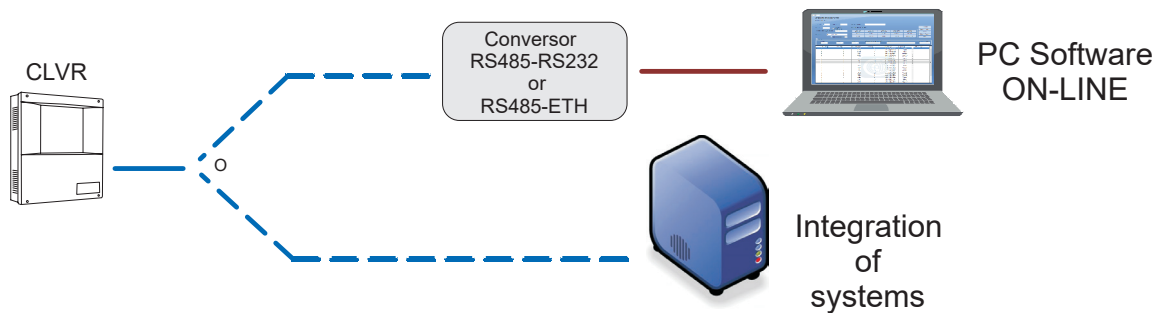 CLVR
Conversor
RS485-RS232
or
RS485-ETH
PC Software
ON-LINE
O
Integration
of
systems